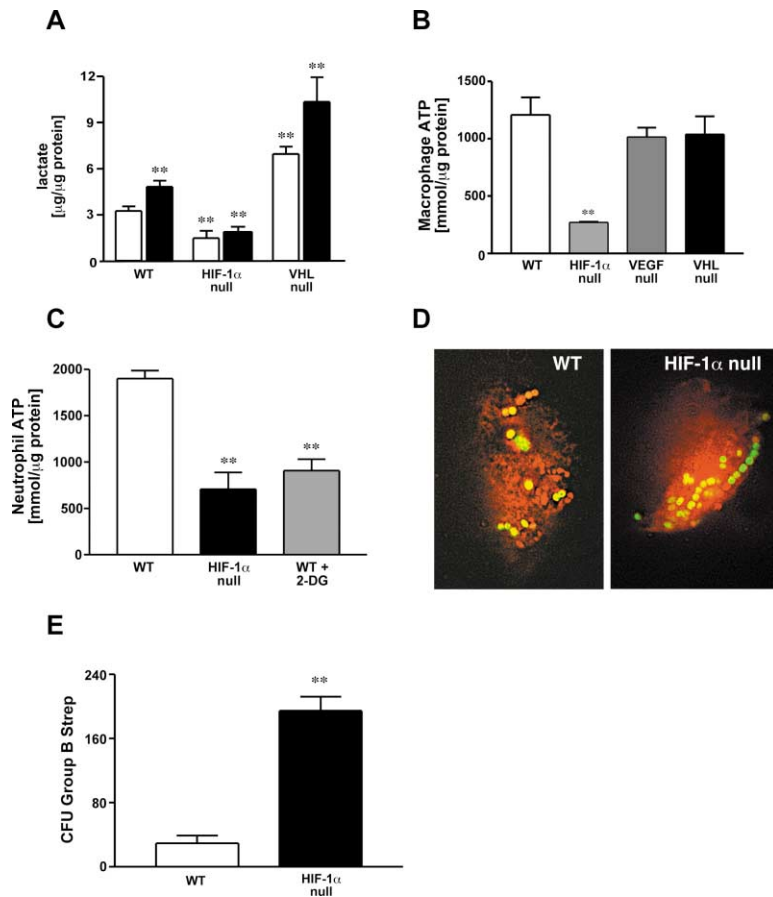 A
lactate
[µg/µg protein]
12
9
6
3
0
**
**
**
**
**
WT
HIF-1α
null
VHL
null
B
Macrophage ATP
[mmol/µg protein]
1500
1000
500
0
**
WT
HIF-1α
null
VEGF
null
VHL
null
C
Neutrophil ATP
[mmol/µg protein]
2000
1500
1000
500
0
**
**
WT
HIF-1α
null
WT +
2-DG
D
WT
HIF-1α null
E
CFU Group B Strep
240
160
80
0
**
WT
HIF-1α
null